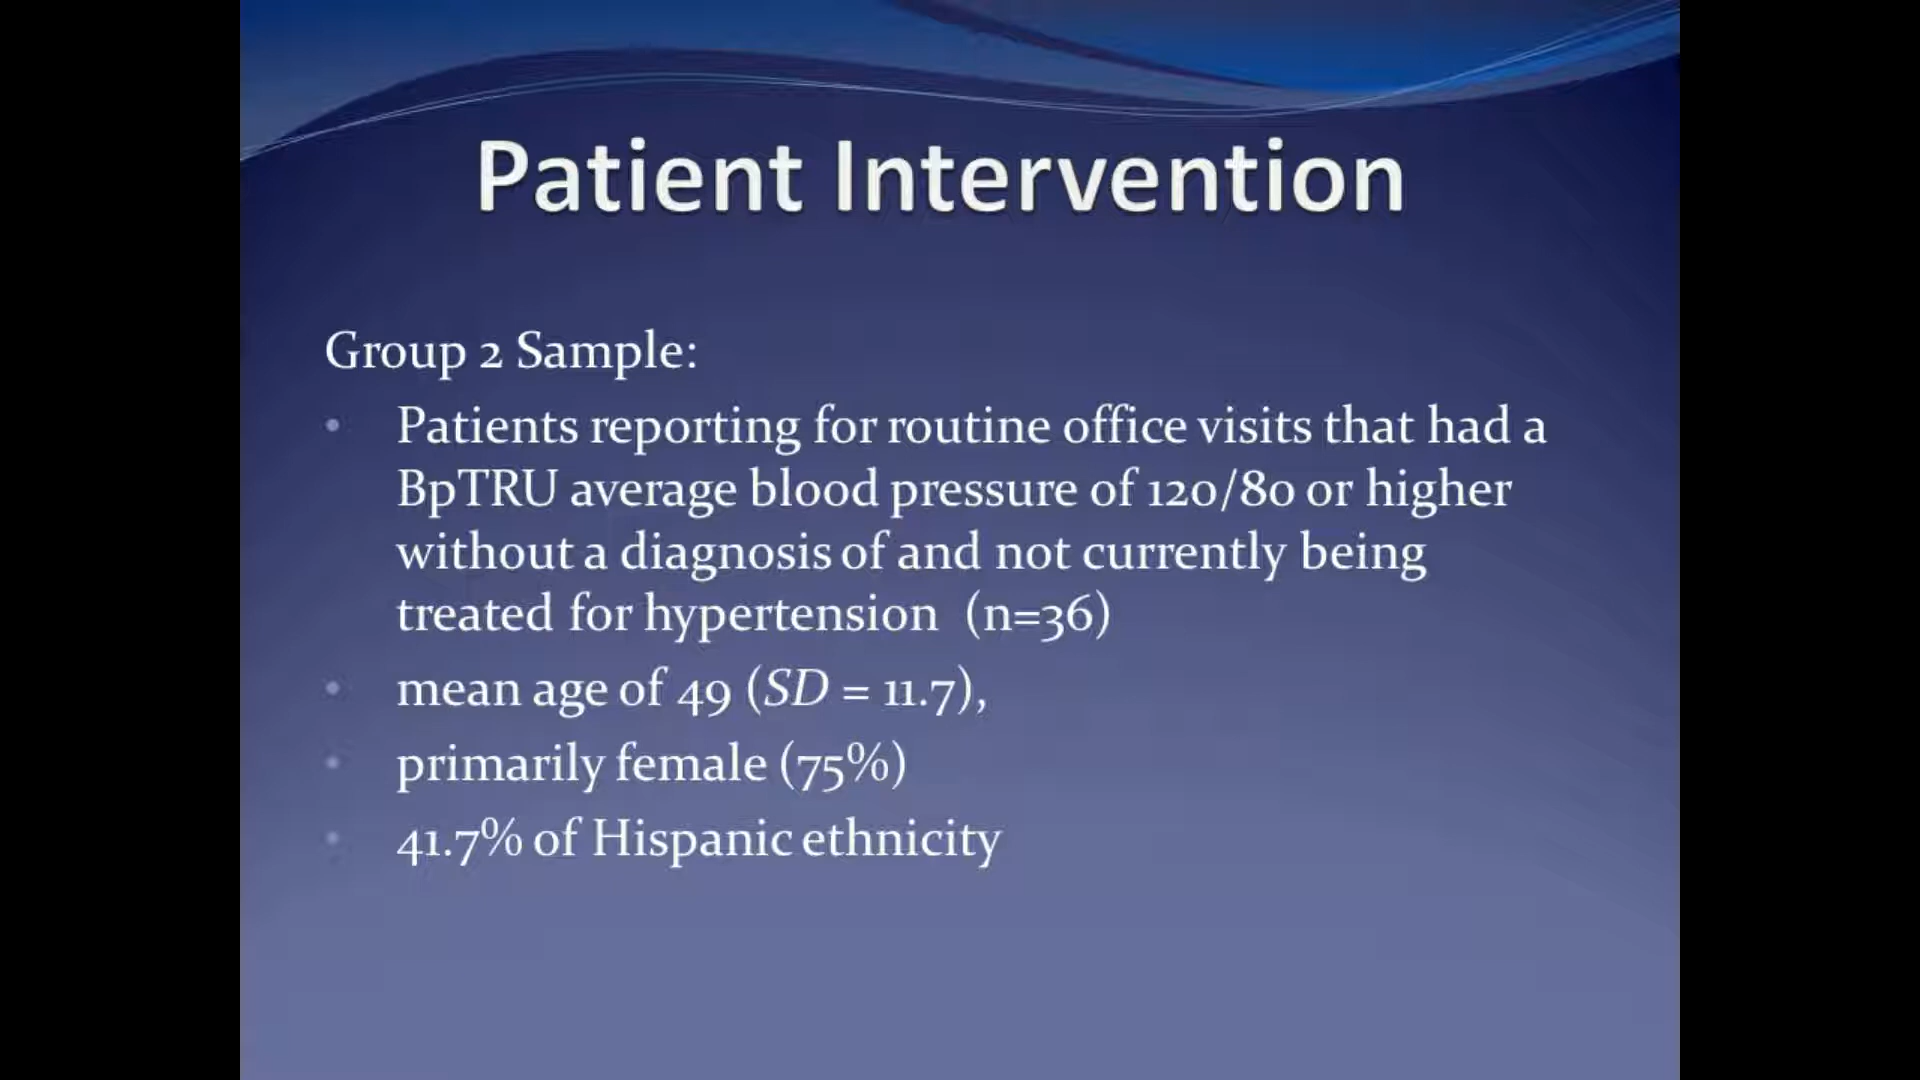 Patient Intervention
Group 2 Sample:
• Patients reporting for routine office visits that had a
BpTRU average blood pressure of 120/80 or higher
without a diagnosis of and not currently being
treated for hypertension (n=36)
• mean age of 49 (SD = 11.7),
• primarily female (75%)
• 41.7% of Hispanic ethnicity